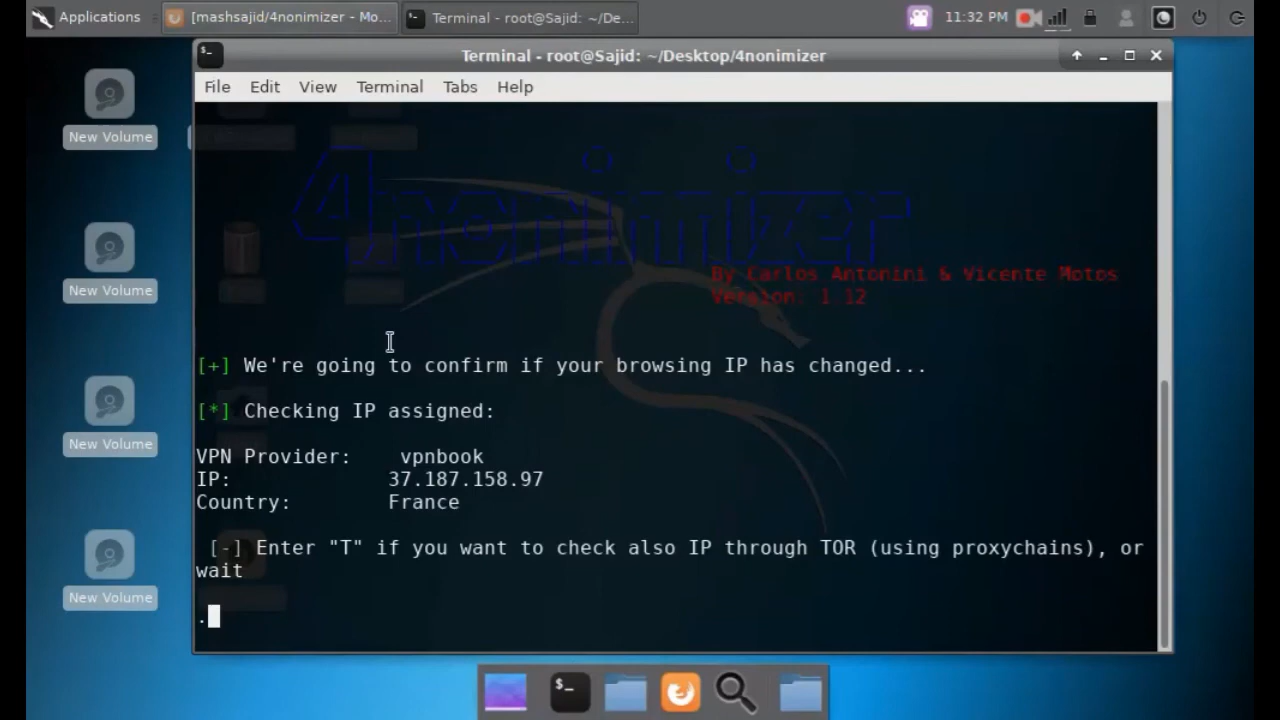 Applications
[mashsajid/4nonimizer - Mo...
Terminal - root@Sajid: ~/De...
11:32 PM
Terminal - root@Sajid: ~/Desktop/4nonimizer
File Edit View Terminal Tabs Help
New Volume
New Volume
New Volume
New Volume
4nonimizer
By Carlos Antonini & Vicente Motos
Version: 1.12
[+] We're going to confirm if your browsing IP has changed...
[*] Checking IP assigned:
VPN Provider: vpnbook
IP: 37.187.158.97
Country: France
[-] Enter "T" if you want to check also IP through TOR (using proxychains), or
wait
.